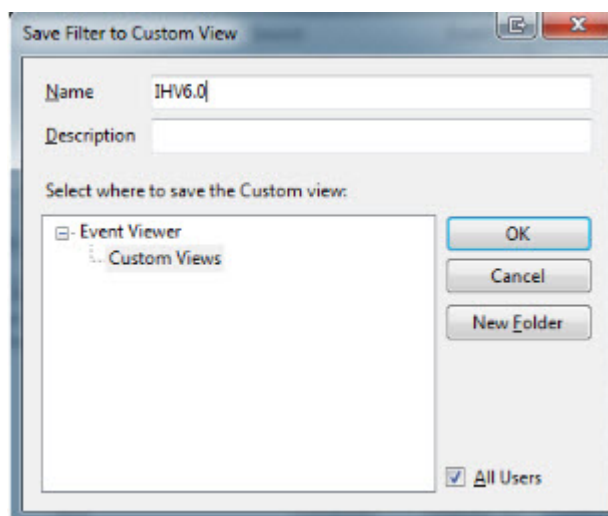 Save Filter to Custom View
Name IHV6.0
Description
Select where to save the Custom view:
Event Viewer
Custom Views
OK
Cancel
New Folder
All Users